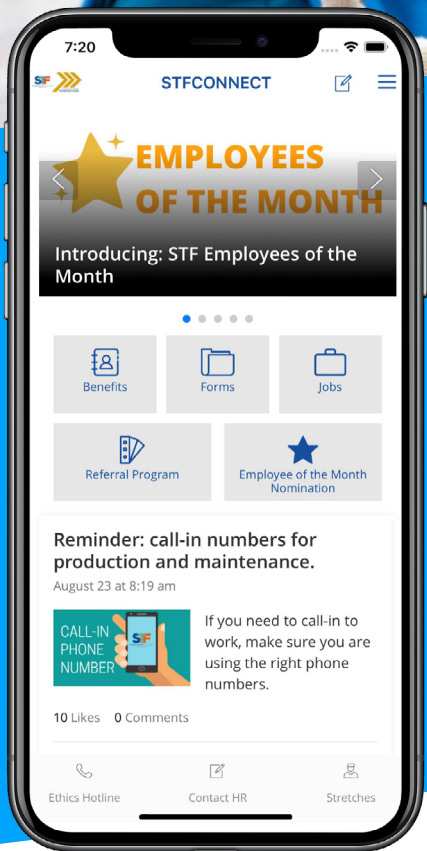 7:20
STF
STFCONNECT
EMPLOYEES
OF THE MONTH
Introducing: STF Employees of the
Month
Benefits
Forms
Jobs
Referral Program
Employee of the Month
Nomination
Reminder: call-in numbers for
production and maintenance.
August 23 at 8:19 am
CALL-IN
PHONE
NUMBER
STF
If you need to call-in to
work, make sure you are
using the right phone
numbers.
10 Likes 0 Comments
Ethics Hotline
Contact HR
Stretches